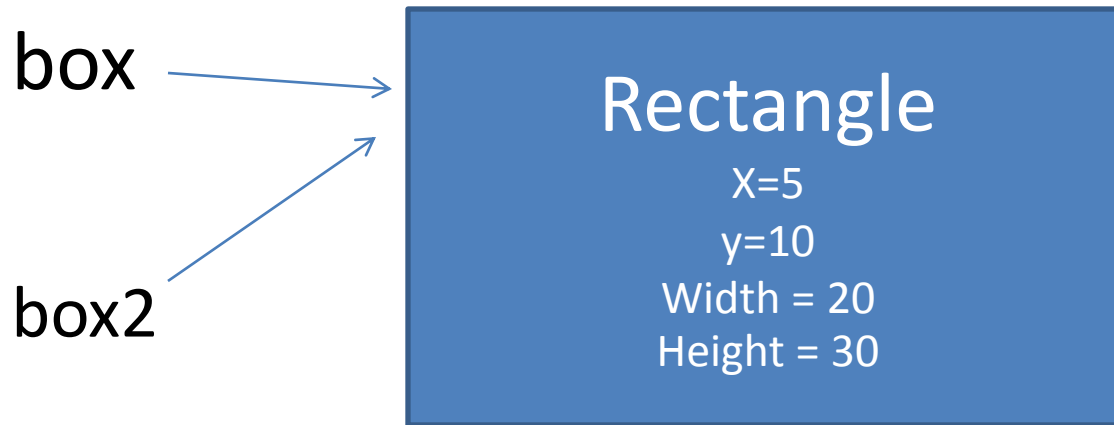 box
Rectangle
X=5
y=10
Width = 20
box2
Height = 30